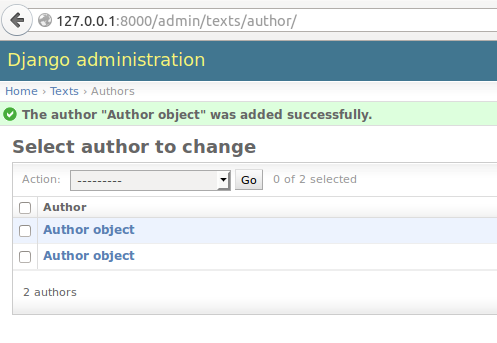 127.0.0.1:8000/admin/texts/author/
Django administration
Home › Texts › Authors
The author "Author object" was added successfully.
Select author to change
Action: --------- Go 0 of 2 selected
Author
Author object
Author object
2 authors